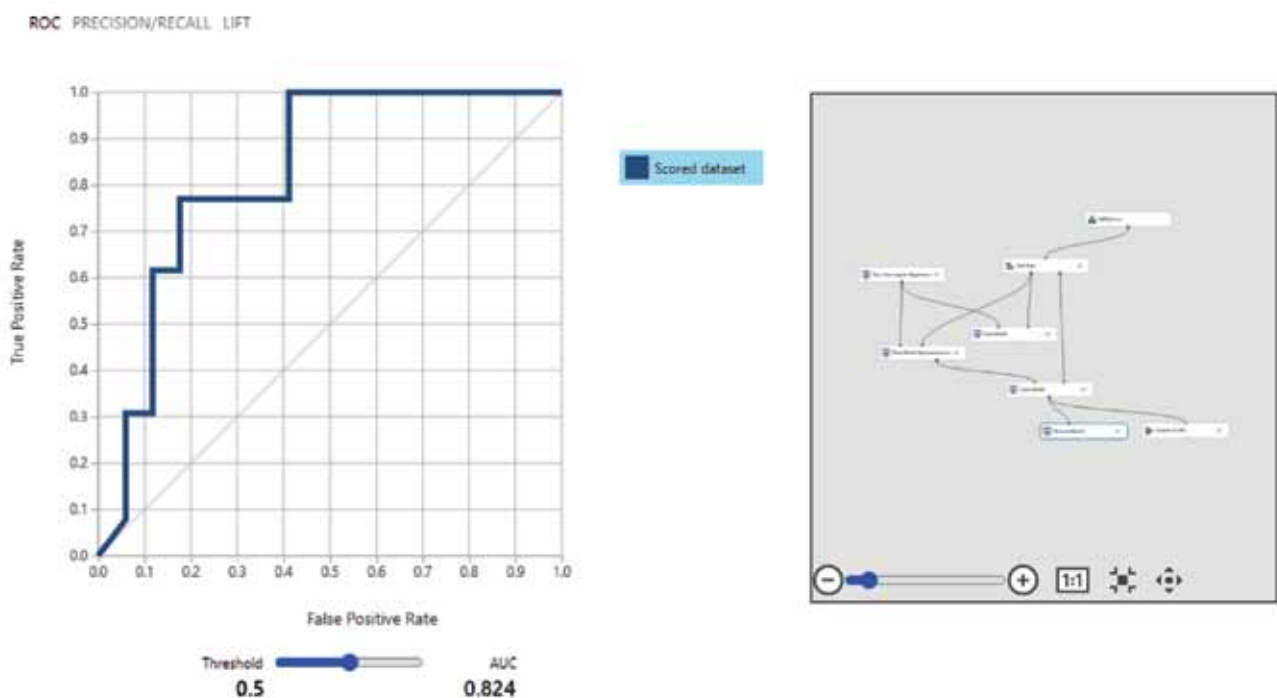 ROC PRECISION/RECALL LIFT
1.0
0.9
0.8
0.7
0.6
0.5
0.4
0.3
0.2
0.1
0.0
True Positive Rate
0.0 0.1 0.2 0.3 0.4 0.5 0.6 0.7 0.8 0.9 1.0
False Positive Rate
Scored dataset
Threshold
0.5
AUC
0.824
1:1